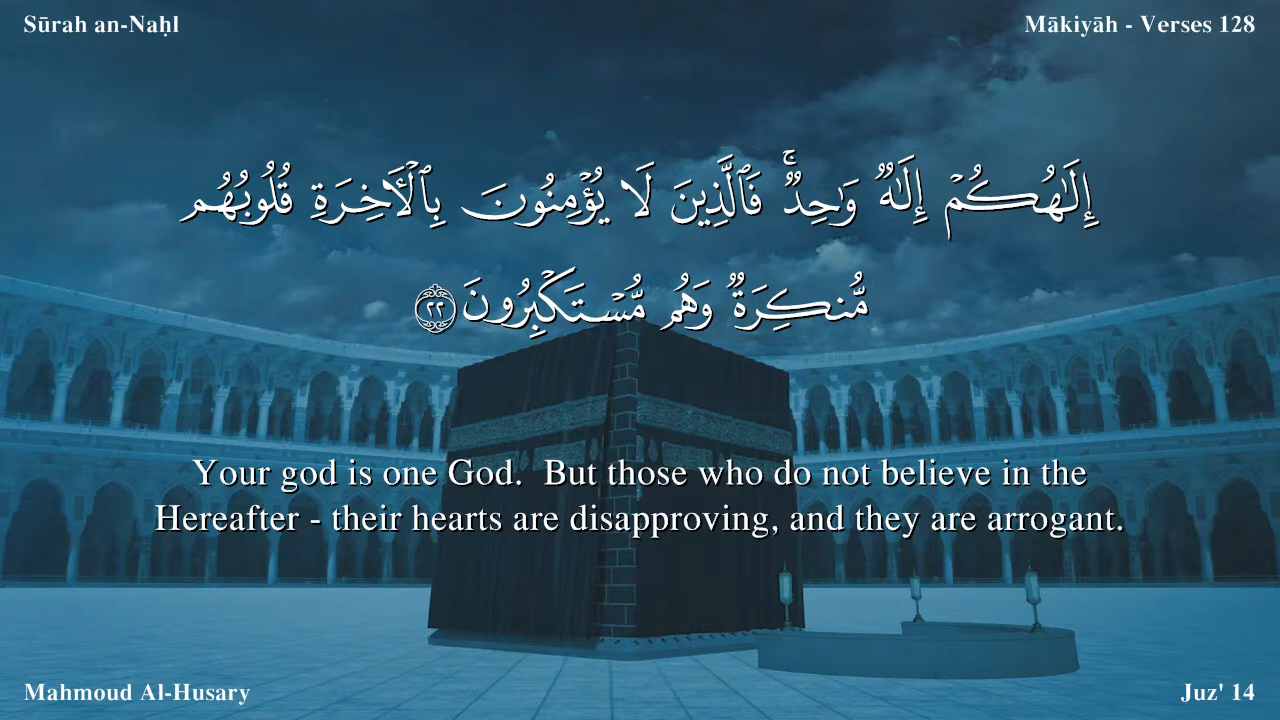 Sūrah an-Naḥl
Mākiyāh - Verses 128
إِلَٰهُكُمْ إِلَٰهٌ وَٰحِدٌ ۚ فَٱلَّذِينَ لَا يُؤْمِنُونَ بِٱلْـَٔاخِرَةِ قُلُوبُهُم
مُّنكِرَةٌ وَهُم مُّسْتَكْبِرُونَ ٢٢
Your god is one God.  But those who do not believe in the
Hereafter - their hearts are disapproving, and they are arrogant.
Mahmoud Al-Husary
Juz' 14